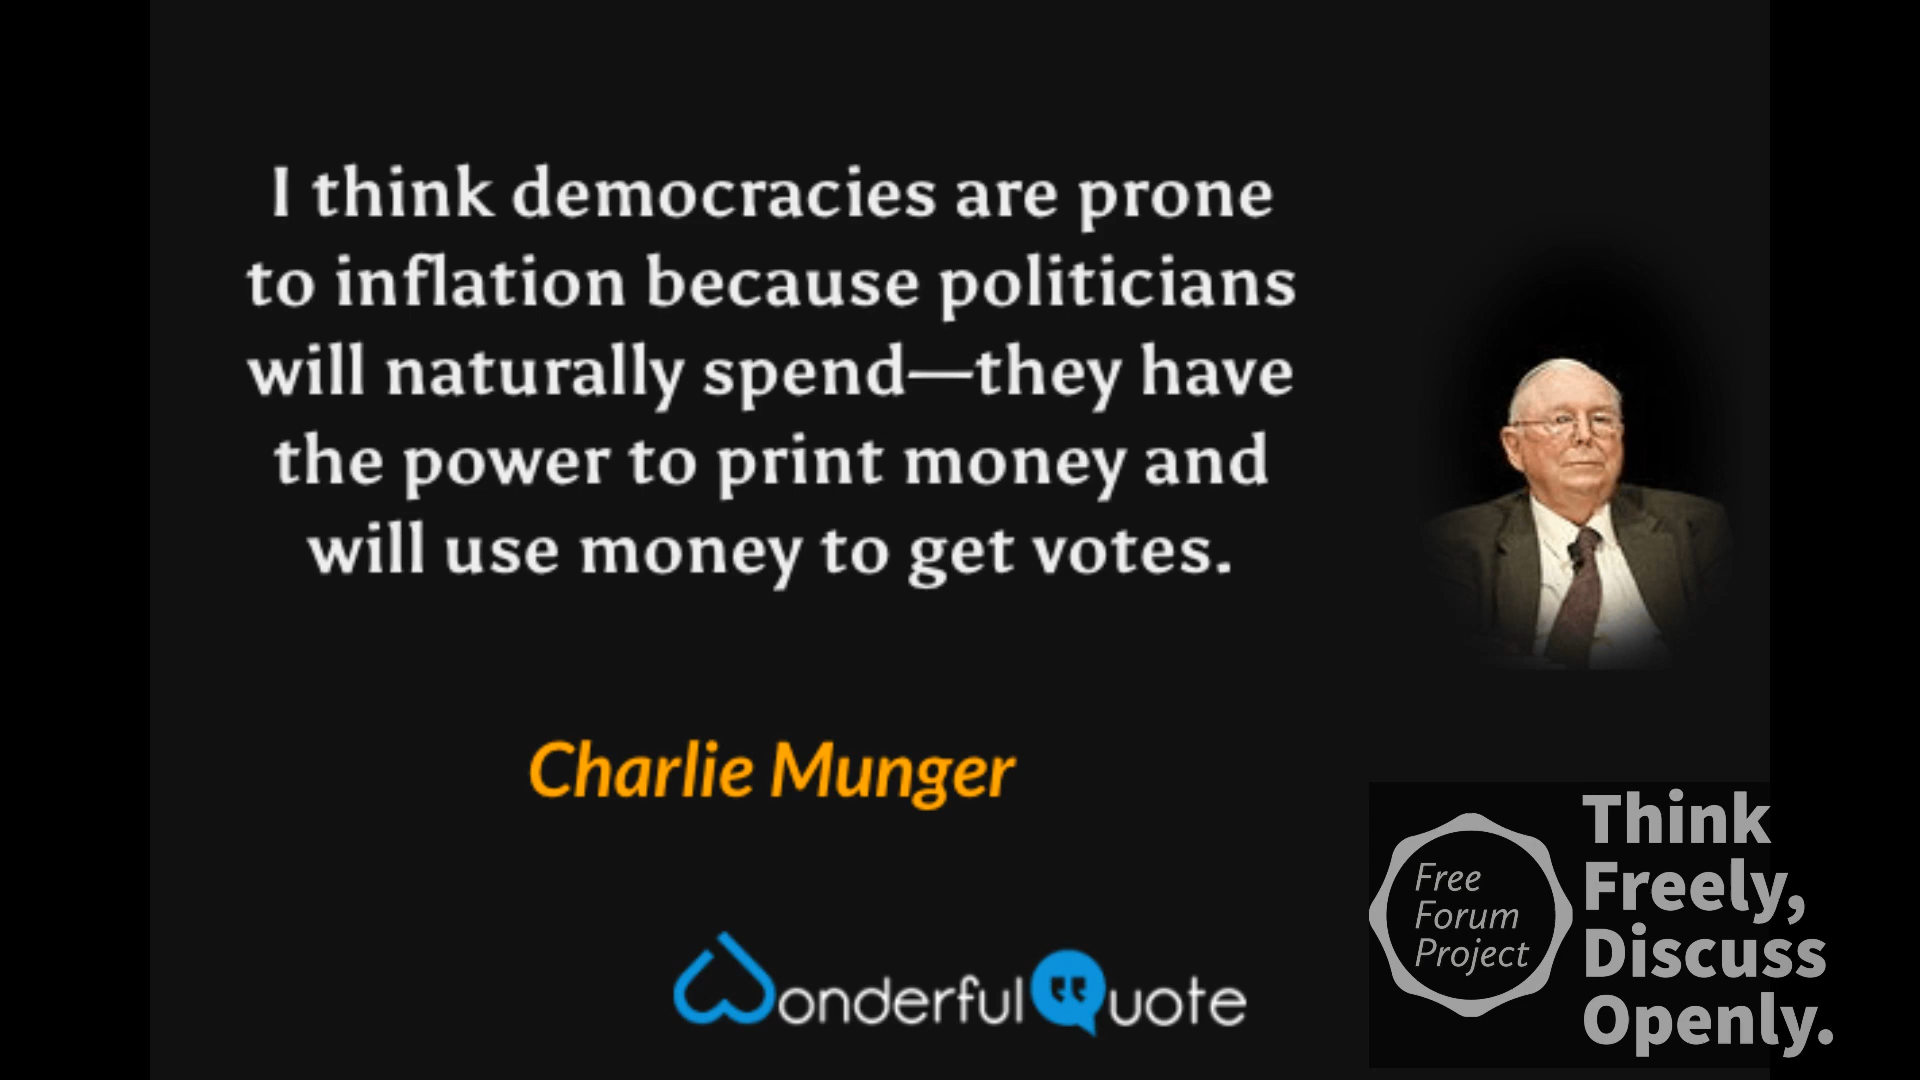 I think democracies are prone
to inflation because politicians
will naturally spend—they have
the power to print money and
will use money to get votes.
Charlie Munger
WonderfulQuote
Free
Forum
Project
Think
Freely,
Discuss
Openly.